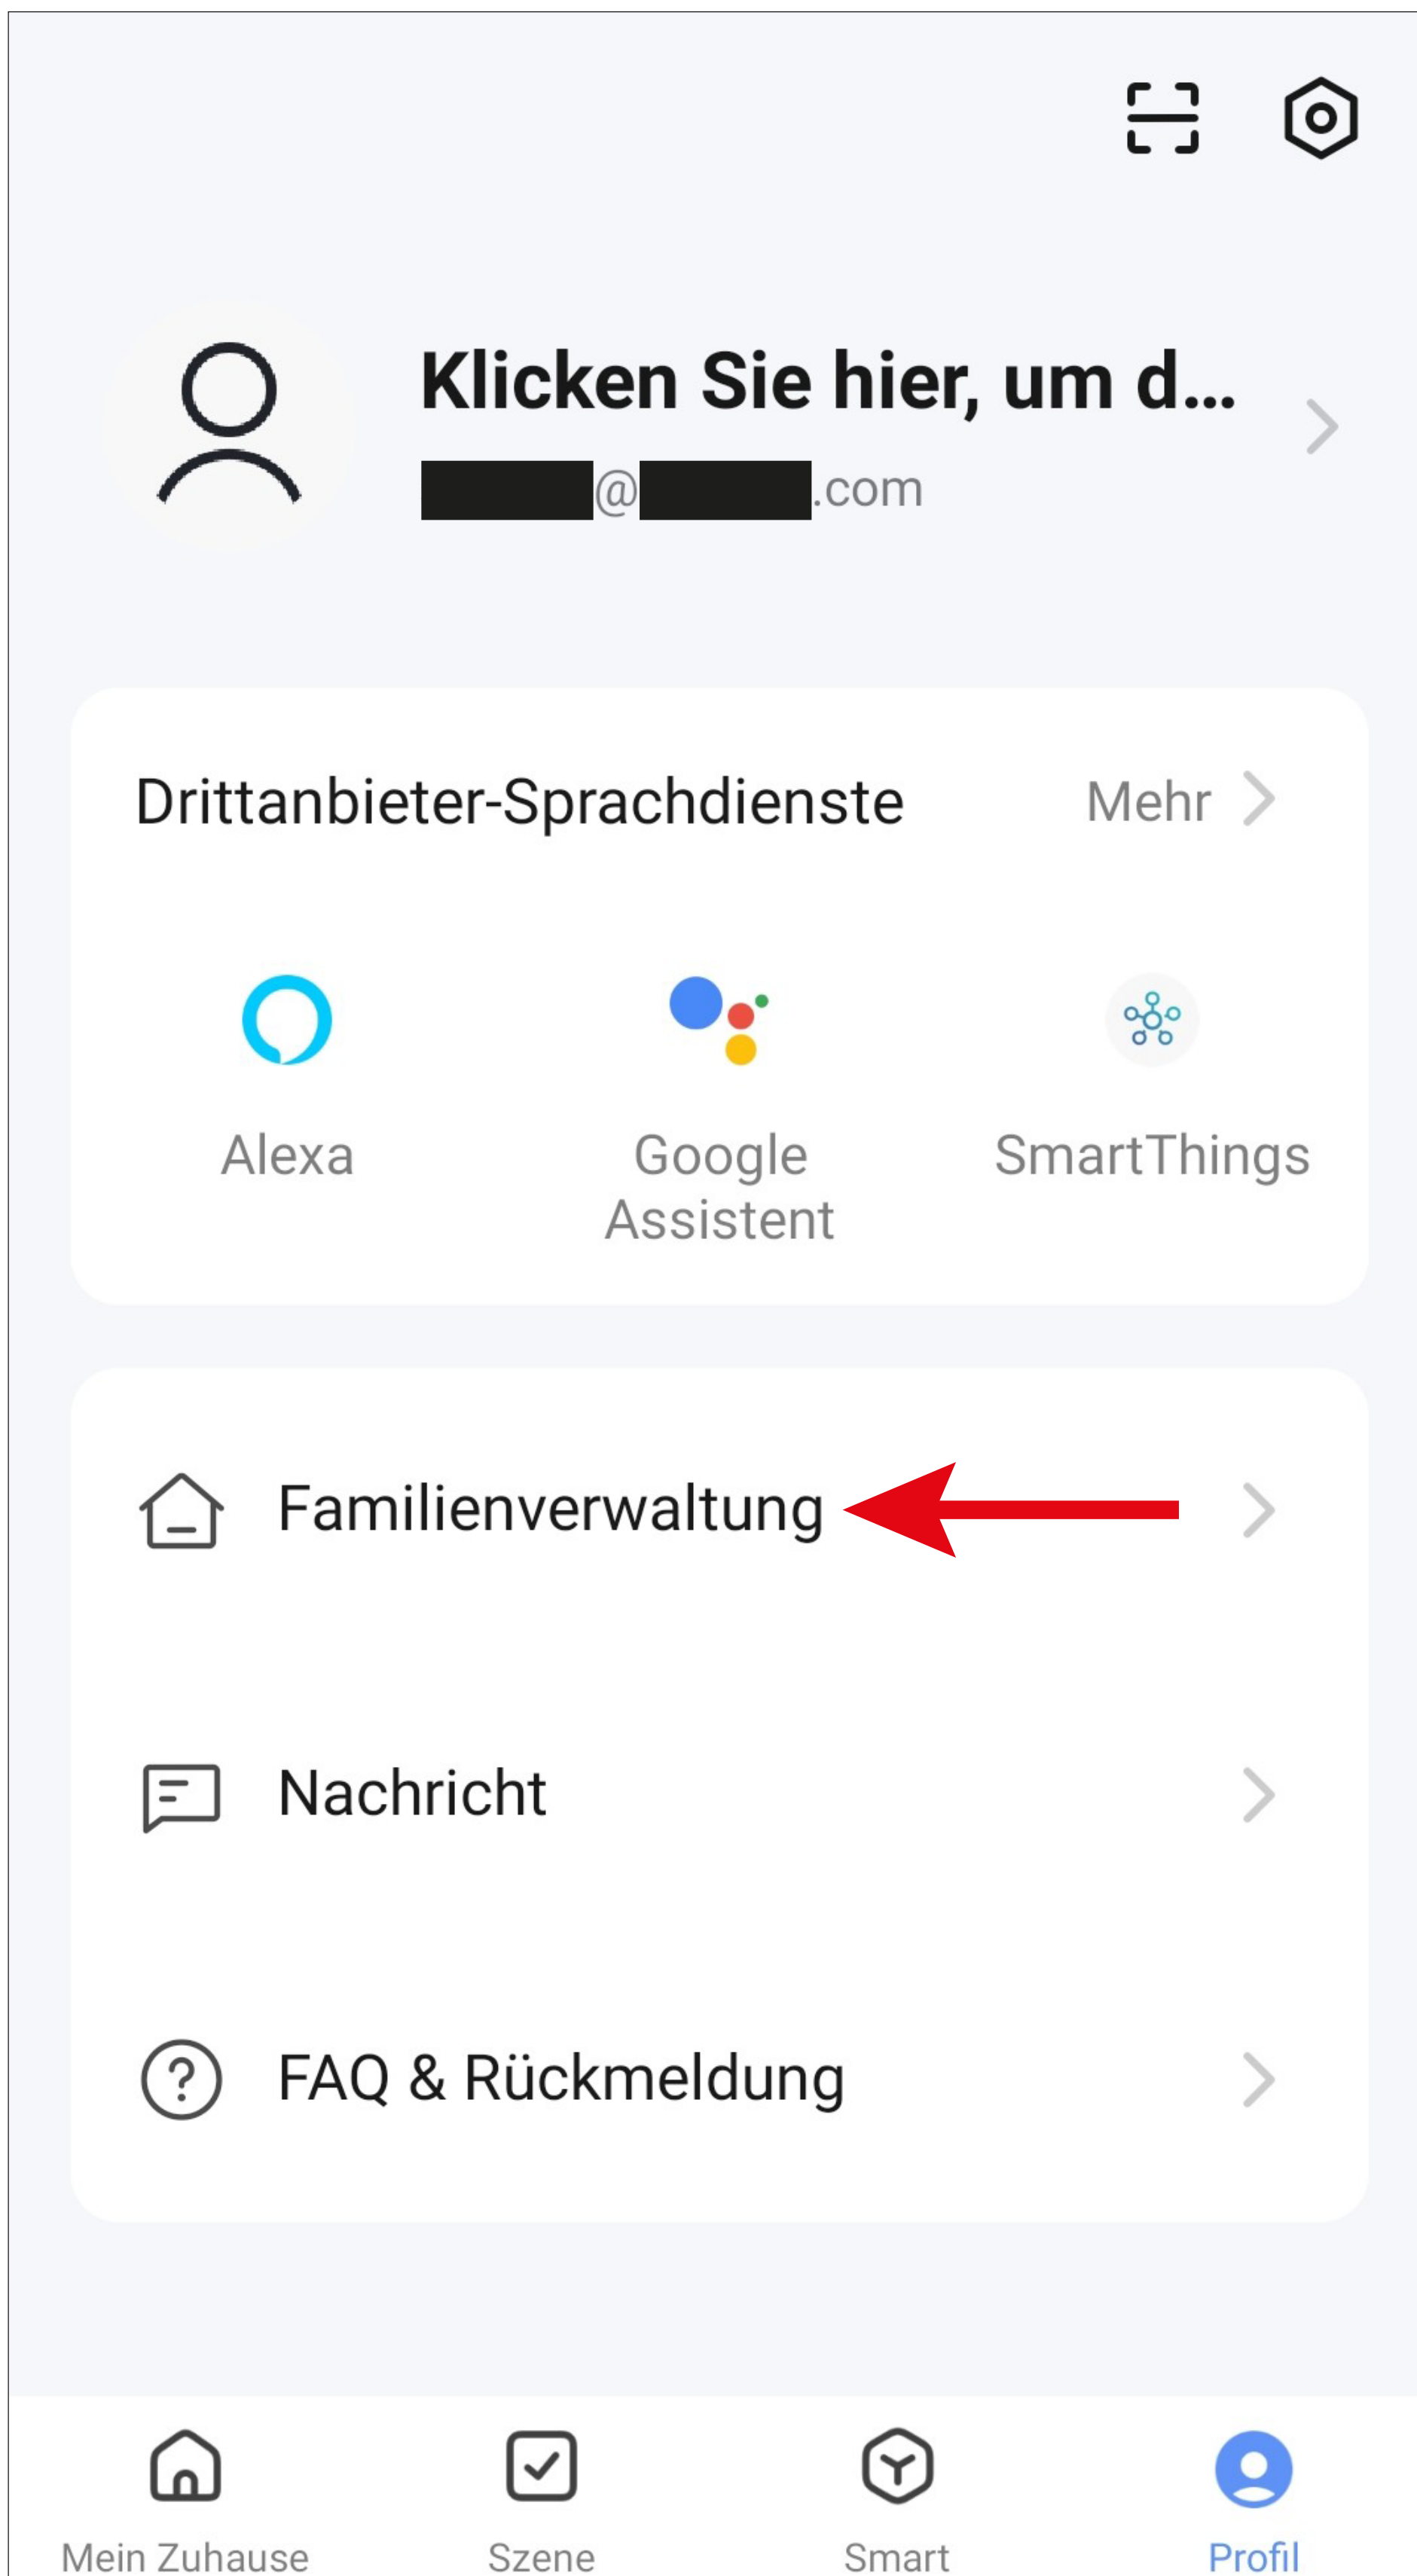 Klicken Sie hier, um d...
@ .com
Drittanbieter-Sprachdienste
Mehr
Alexa
Google
Assistent
SmartThings
Familienverwaltung
Nachricht
FAQ & Rückmeldung
Mein Zuhause
Szene
Smart
Profil